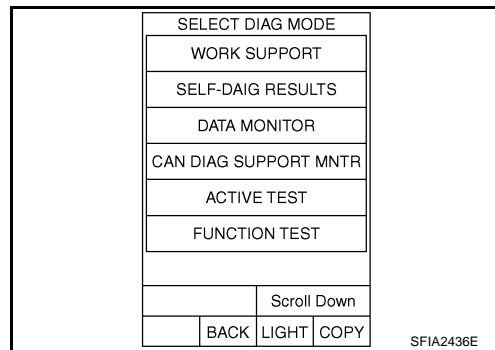 SELECT DIAG MODE
WORK SUPPORT
SELF-DAIG RESULTS
DATA MONITOR
CAN DIAG SUPPORT MNTR
ACTIVE TEST
FUNCTION TEST
Scroll Down
BACK LIGHT COPY
SFIA2436E